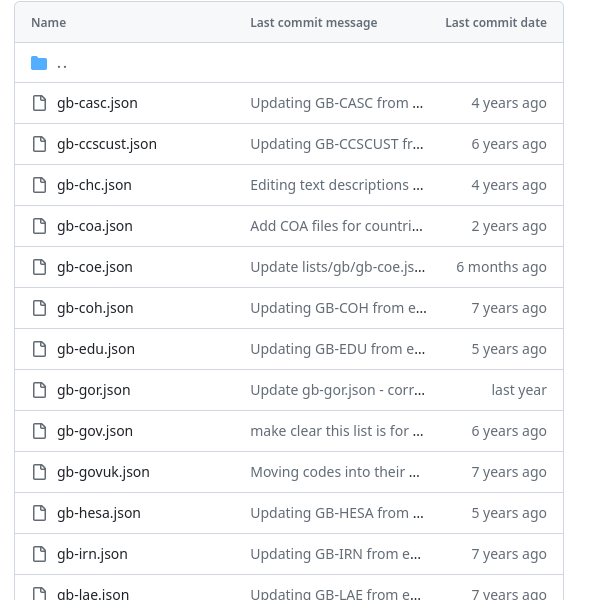 Name Last commit message Last commit date
..
gb-casc.json Updating GB-CASC from ... 4 years ago
gb-ccscust.json Updating GB-CCSCUST fr... 6 years ago
gb-chc.json Editing text descriptions ... 4 years ago
gb-coa.json Add COA files for countri... 2 years ago
gb-coe.json Update lists/gb/gb-coe.js... 6 months ago
gb-coh.json Updating GB-COH from e... 7 years ago
gb-edu.json Updating GB-EDU from e... 5 years ago
gb-gor.json Update gb-gor.json - corr... last year
gb-gov.json make clear this list is for ... 6 years ago
gb-govuk.json Moving codes into their ... 7 years ago
gb-hesa.json Updating GB-HESA from ... 5 years ago
gb-irn.json Updating GB-IRN from e... 7 years ago
gb-lae.json Updating GB-LAE from e... 7 years ago